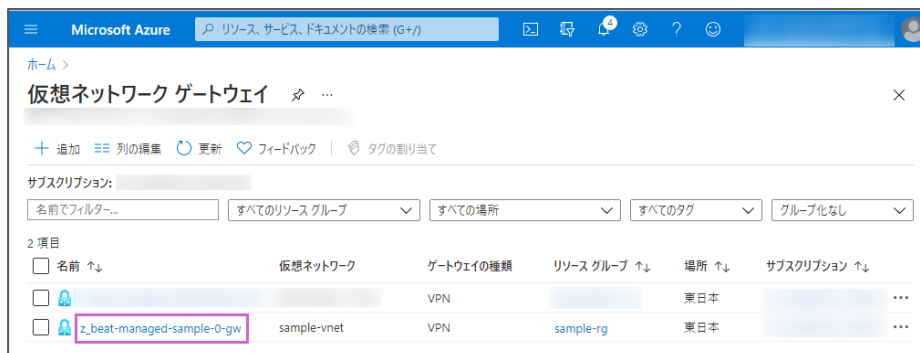 Microsoft Azure リソース、サービス、ドキュメントの検索 (G+/) 4
ホーム >
仮想ネットワーク ゲートウェイ ...
+ 追加 列の編集 更新 フィードバック タグの割り当て
サブスクリプション:
名前でフィルター... すべてのリソース グループ すべての場所 すべてのタグ グループ化なし
2 項目
名前 ↑↓ 仮想ネットワーク ゲートウェイの種類 リソース グループ ↑↓ 場所 ↑↓ サブスクリプション ↑↓
VPN 東日本 ...
z_beat-managed-sample-0-gw sample-vnet VPN sample-rg 東日本 ...